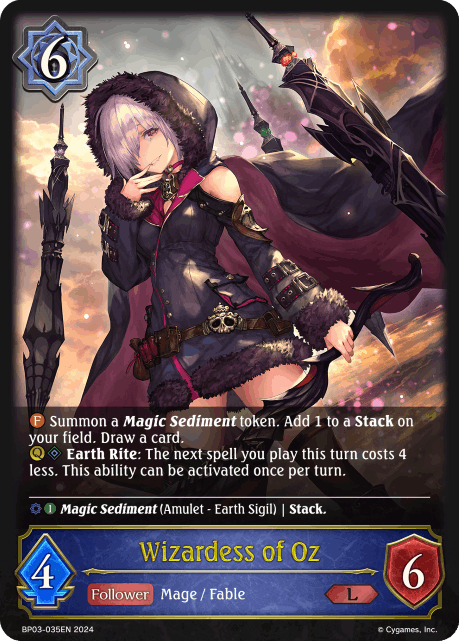 6
F Summon a Magic Sediment token. Add 1 to a Stack on
your field. Draw a card.
Q Earth Rite: The next spell you play this turn costs 4
less. This ability can be activated once per turn.
1 Magic Sediment (Amulet - Earth Sigil) | Stack.
Wizardess of Oz
4
Follower Mage / Fable L
6
BP03-035EN 2024 © Cygames, Inc.